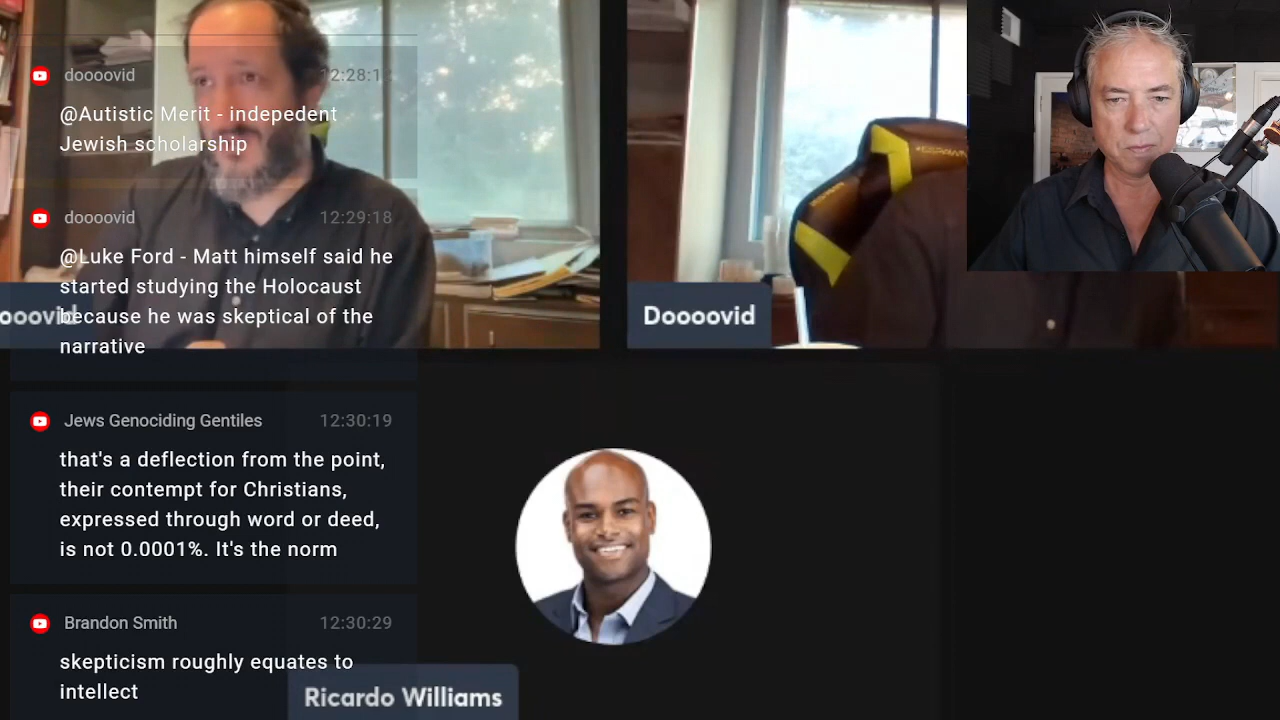 doooovid 12:28:1
@Autistic Merit - indepedent
Jewish scholarship
doooovid 12:29:18
@Luke Ford - Matt himself said he
started studying the Holocaust
because he was skeptical of the
narrative
Doooovid
Jews Genociding Gentiles 12:30:19
that's a deflection from the point,
their contempt for Christians,
expressed through word or deed,
is not 0.0001%. It's the norm
Brandon Smith 12:30:29
skepticism roughly equates to
intellect
Ricardo Williams